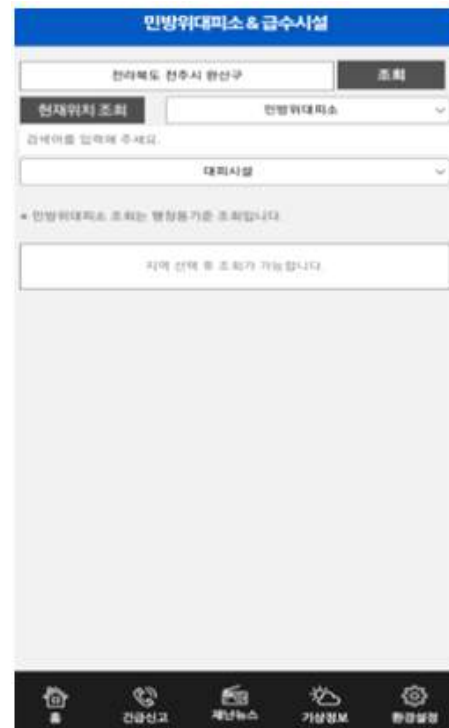 민방위대피소 & 급수시설
전라북도 전주시 완산구 조회
현재위치 조회 민방위대피소
검색어를 입력해 주세요.
대피시설
* 민방위대피소 조회는 행정동기준 조회입니다.
지역 선택 후 조회가 가능합니다.
홈 긴급신고 재난뉴스 기상정보 환경설정